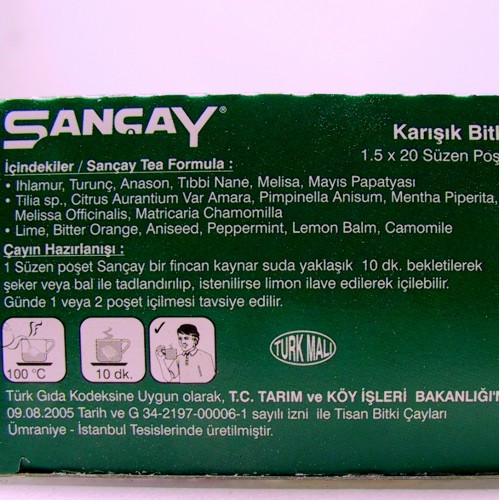 SANÇAY®
Karışık Bitk
1.5 x 20 Süzen Poş
İçindekiler / Sançay Tea Formula :
• Ihlamur, Turunç, Anason, Tıbbi Nane, Melisa, Mayıs Papatyası
• Tilia sp., Citrus Aurantium Var Amara, Pimpinella Anisum, Mentha Piperita,
Melissa Officinalis, Matricaria Chamomilla
• Lime, Bitter Orange, Aniseed, Peppermint, Lemon Balm, Camomile
Çayın Hazırlanişı :
1 Süzen poşet Sançay bir fincan kaynar suda yaklaşık 10 dk. bekletilerek
şeker veya bal ile tadlandırılıp, istenilirse limon ilave edilerek içilebilir.
Günde 1 veya 2 poşet içilmesi tavsiye edilir.
100 °C
10 dk.
TÜRK MALI
Türk Gıda Kodeksine Uygun olarak, T.C. TARIM ve KÖY İŞLERİ BAKANLIĞI'N
09.08.2005 Tarih ve G 34-2197-00006-1 sayılı izni ile Tisan Bitki Çayları
Ümraniye - İstanbul Tesislerinde üretilmiştir.